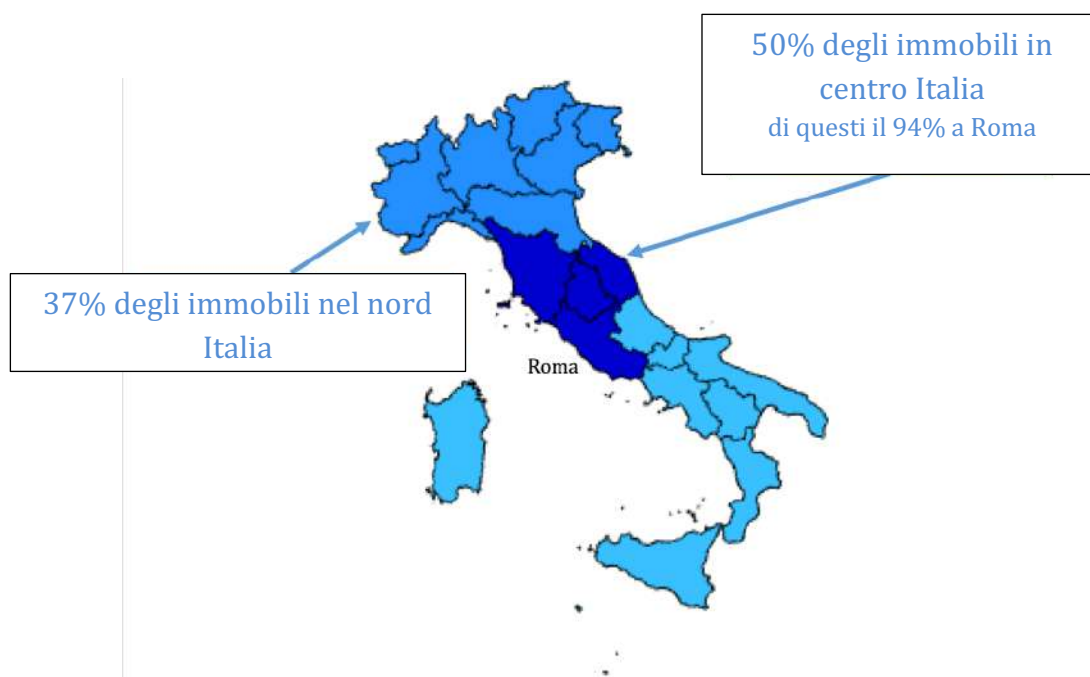 50% degli immobili in
centro Italia
di questi il 94% a Roma
37% degli immobili nel nord
Italia
Roma